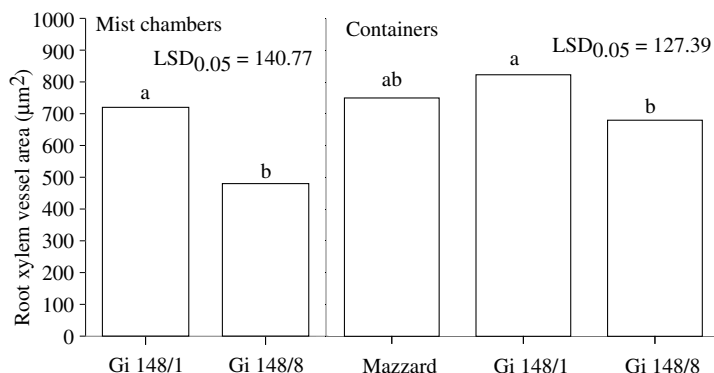 Root xylem vessel area (μm²)
1000
900
800
700
600
500
400
300
200
100
0
Mist chambers
LSD0.05 = 140.77
a
b
Containers
LSD0.05 = 127.39
ab
a
b
Gi 148/1
Gi 148/8
Mazzard
Gi 148/1
Gi 148/8